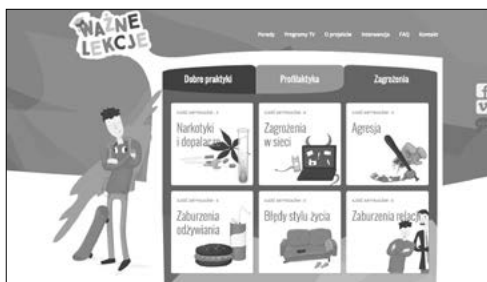 WAŻNE
LEKCJE
Porady Programy TV O projekcie Interwencja FAQ Kontakt
Dobre praktyki
Profilaktyka
Zagrożenia
Narkotyki
i dopalacze
Zagrożenia
w sieci
Agresja
Zaburzenia
odżywiania
Błędy stylu życia
Zaburzenia relacji
f